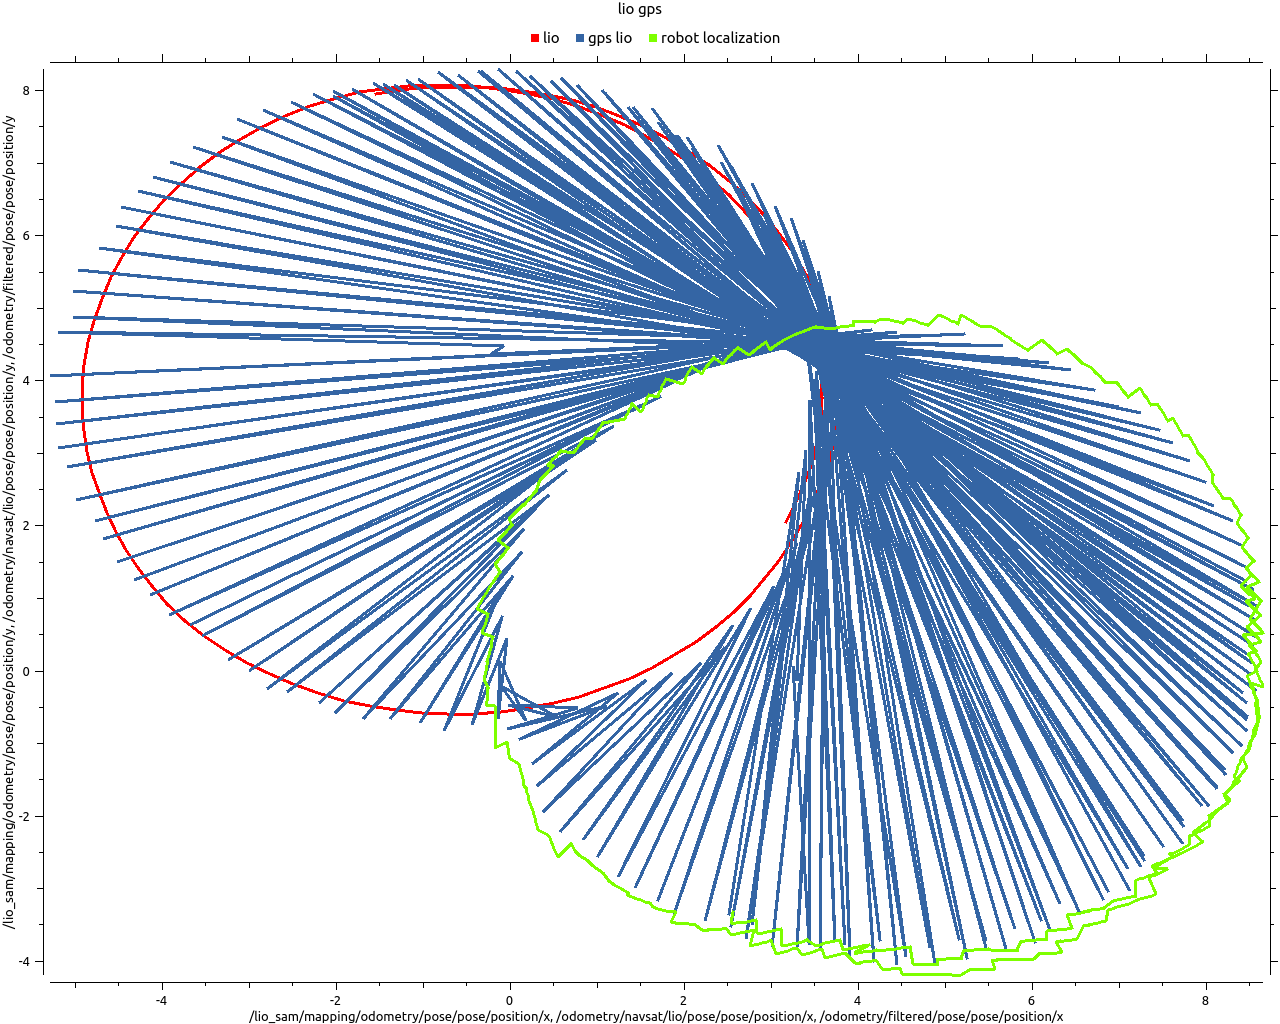 lio gps
lio gps lio robot localization
8
6
4
2
0
-2
-4
/lio_sam/mapping/odometry/pose/pose/position/y, /odometry/navsat/lio/pose/pose/position/y, /odometry/filtered/pose/pose/position/y
-4 -2 0 2 4 6 8
/lio_sam/mapping/odometry/pose/pose/position/x, /odometry/navsat/lio/pose/pose/position/x, /odometry/filtered/pose/pose/position/x